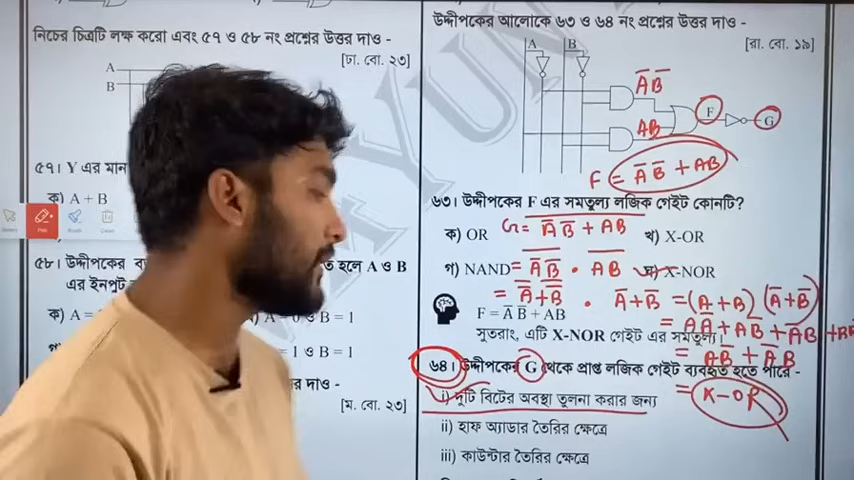 নিচের চিত্রটি লক্ষ করো এবং ৫৭ ও ৫৮ নং প্রশ্নের উত্তর দাও -
[ঢা. বো. ২৩]
A
B
৫৭। Y এর মান
ক) A + B
৫৮। উদ্দীপকের
হলে A ও B
এর ইনপুট
ক) A =
ও B = 1
= 1 ও B = 1
র দাও -
[ম. বো. ২৩]
উদ্দীপকের আলোকে ৬৩ ও ৬৪ নং প্রশ্নের উত্তর দাও -
[রা. বো. ১৯]
A B
A̅ B̅
AB
F
G
F = A̅ B̅ + AB
৬৩। উদ্দীপকের F এর সমতুল্য লজিক গেইট কোনটি?
ক) OR
খ) X-OR
গ) NAND
ঘ) X-NOR
F = A̅ B̅ + AB
সুতরাং, এটি X-NOR গেইট এর সমতুল্য।
= (A+B) (A̅+B̅)
= A̅B + A̅B
= X-OR
৬৪। উদ্দীপকের G থেকে প্রাপ্ত লজিক গেইট ব্যবহৃত হতে পারে -
i) দুটি বিটের অবস্থা তুলনা করার জন্য
ii) হাফ অ্যাডার তৈরির ক্ষেত্রে
iii) কাউন্টার তৈরির ক্ষেত্রে